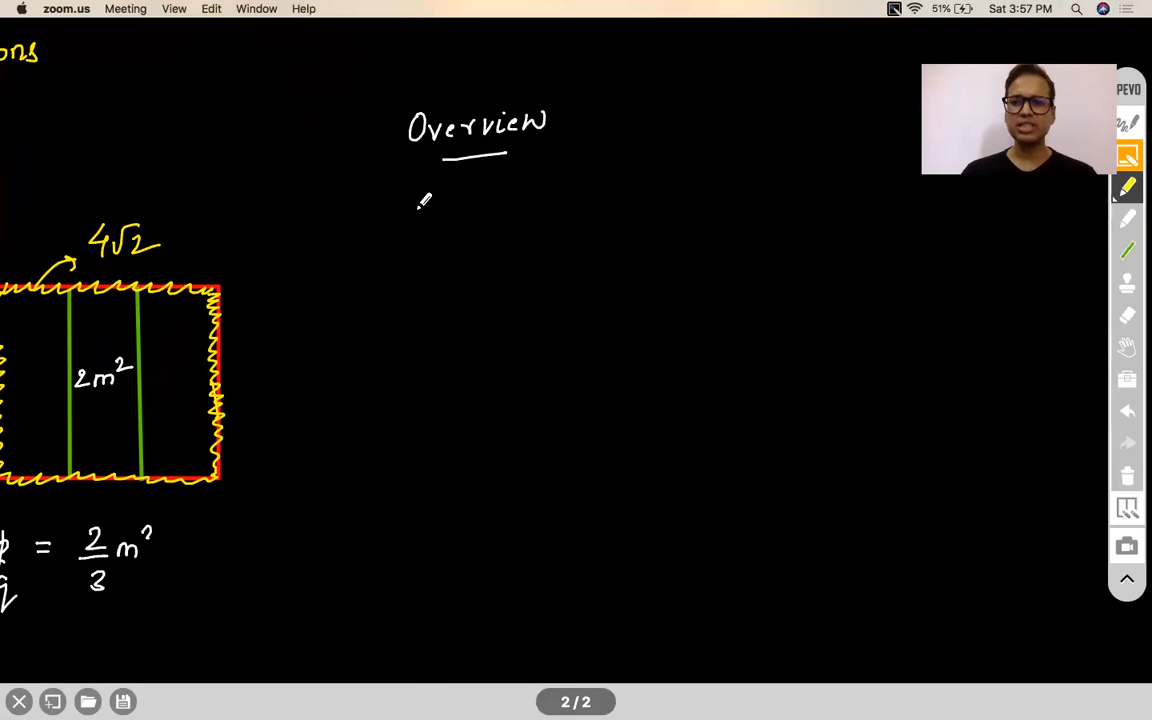 zoom.us Meeting View Edit Window Help 51% Sat 3:57 PM
ons
Overview
PEVO
4√2
2m²
= 2/3 m²
q
2 / 2